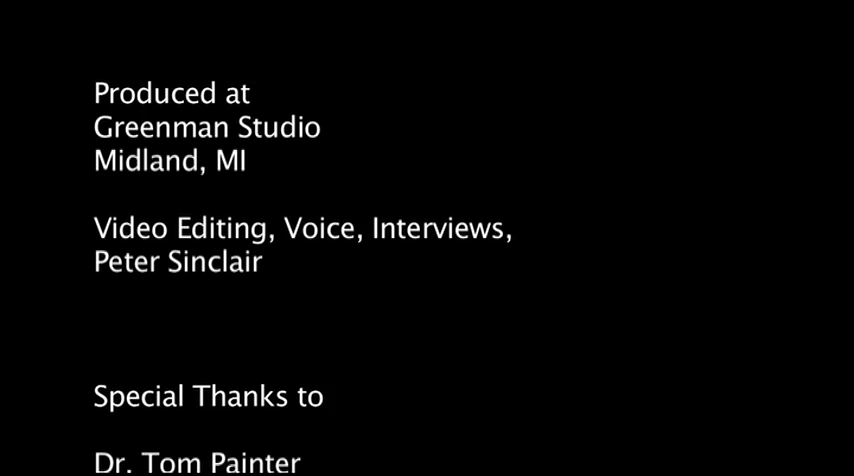 Produced at
Greenman Studio
Midland, MI
Video Editing, Voice, Interviews,
Peter Sinclair
Special Thanks to
Dr. Tom Painter